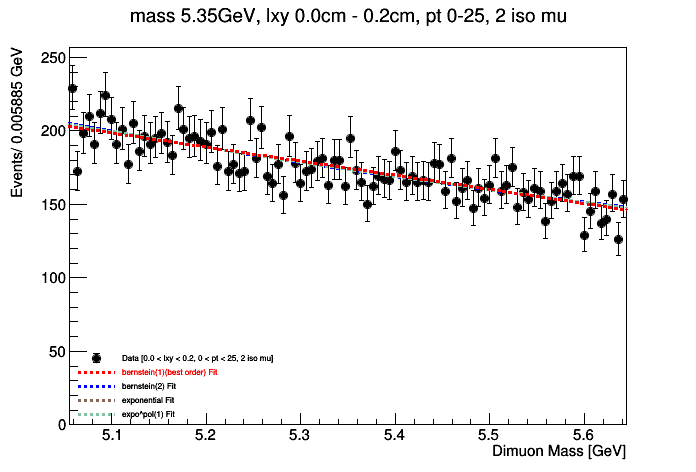 mass 5.35GeV, lxy 0.0cm - 0.2cm, pt 0-25, 2 iso mu
Events/ 0.005885 GeV
250
200
150
100
50
0
Data [0.0 < lxy < 0.2, 0 < pt < 25, 2 iso mu]
bernstein(1)(best order) Fit
bernstein(2) Fit
exponential Fit
expo*pol(1) Fit
5.1 5.2 5.3 5.4 5.5 5.6
Dimuon Mass [GeV]